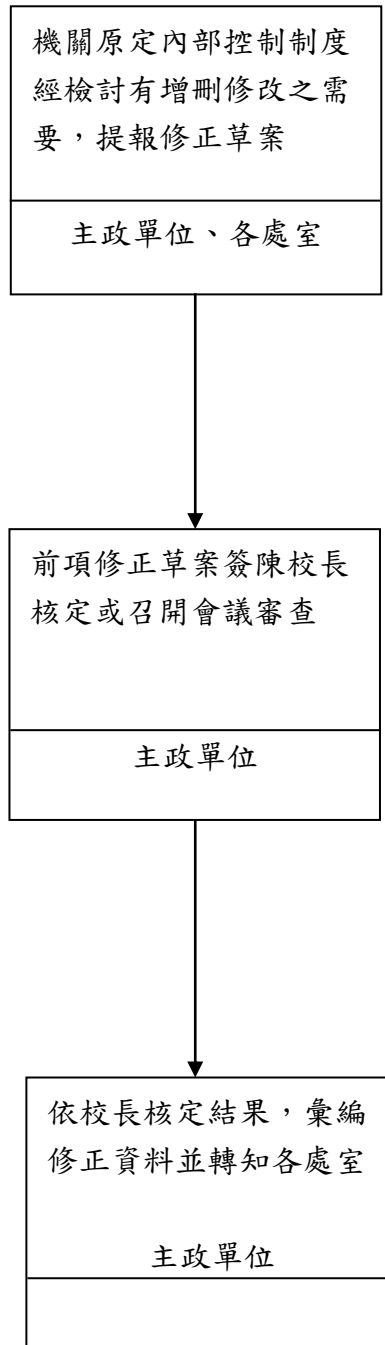 機關原定內部控制制度
經檢討有增刪修改之需
要，提報修正草案
主政單位、各處室
前項修正草案簽陳校長
核定或召開會議審查
主政單位
依校長核定結果，彙編
修正資料並轉知各處室
主政單位